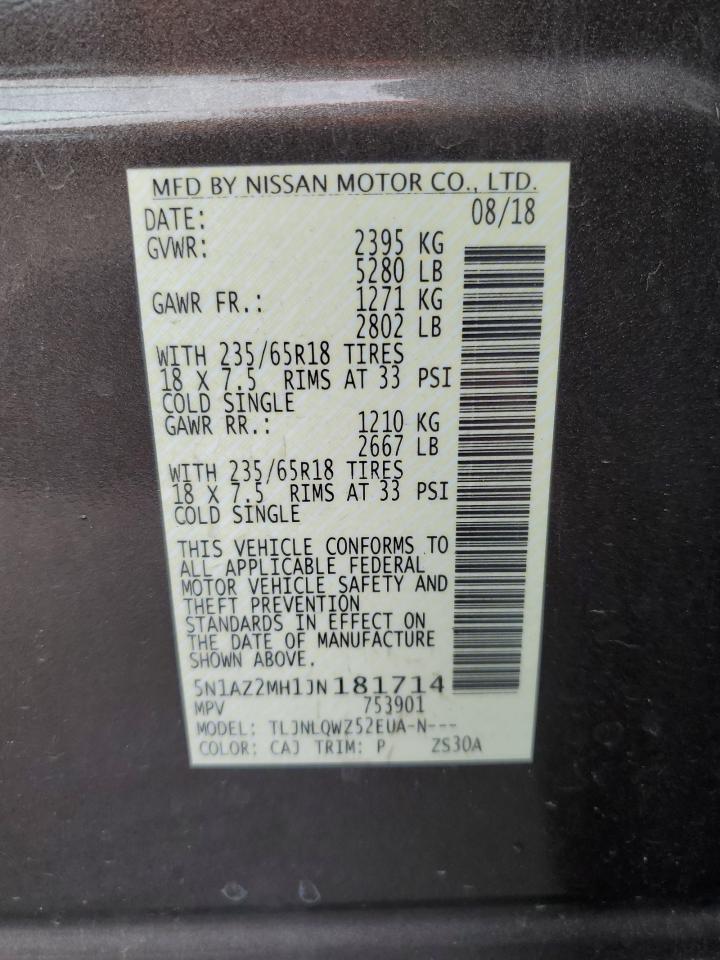 MFD BY NISSAN MOTOR CO., LTD.
DATE: 08/18
GVWR: 2395 KG
5280 LB
GAWR FR.: 1271 KG
2802 LB
WITH 235/65R18 TIRES
18 X 7.5 RIMS AT 33 PSI
COLD SINGLE
GAWR RR.: 1210 KG
2667 LB
WITH 235/65R18 TIRES
18 X 7.5 RIMS AT 33 PSI
COLD SINGLE
THIS VEHICLE CONFORMS TO
ALL APPLICABLE FEDERAL
MOTOR VEHICLE SAFETY AND
THEFT PREVENTION
STANDARDS IN EFFECT ON
THE DATE OF MANUFACTURE
SHOWN ABOVE.
5N1AZ2MH1JN181714
MPV 753901
MODEL: TLJNLQWZ52EUA-N---
COLOR: CAJ TRIM: P ZS30A